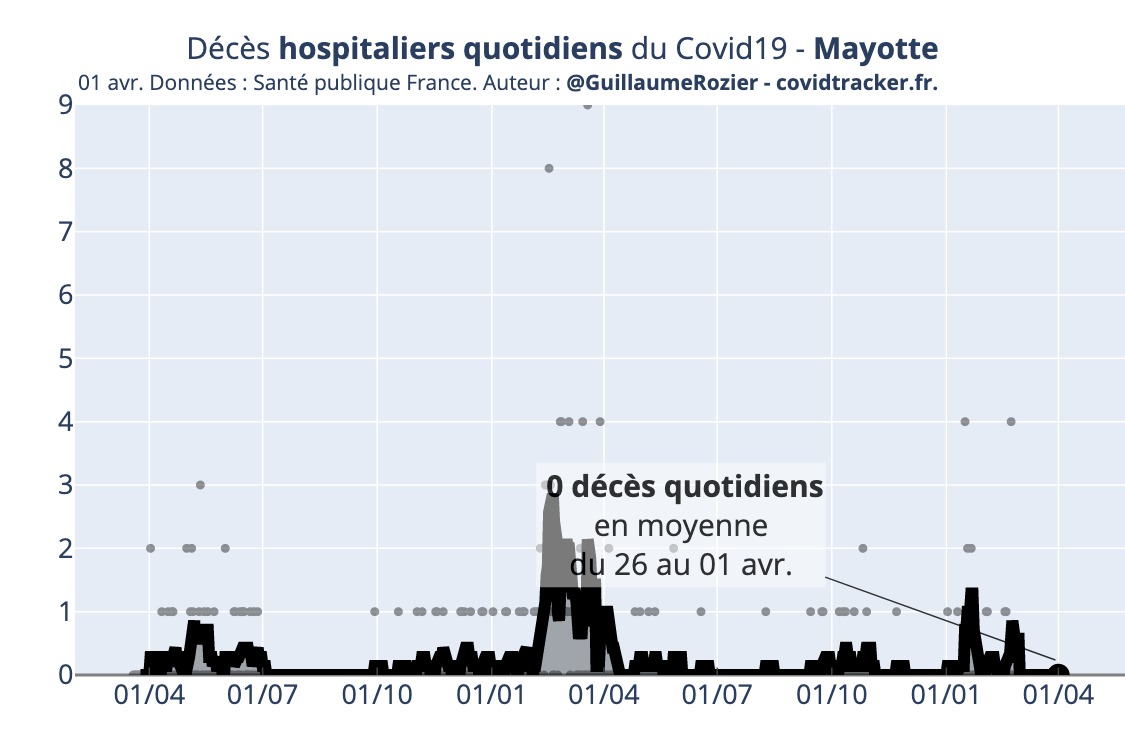 Décès hospitaliers quotidiens du Covid19 - Mayotte
01 avr. Données : Santé publique France. Auteur : @GuillaumeRozier - covidtracker.fr.
9
8
7
6
5
4
3
2
1
0
0 décès quotidiens
en moyenne
du 26 au 01 avr.
01/04 01/07 01/10 01/01 01/04 01/07 01/10 01/01 01/04